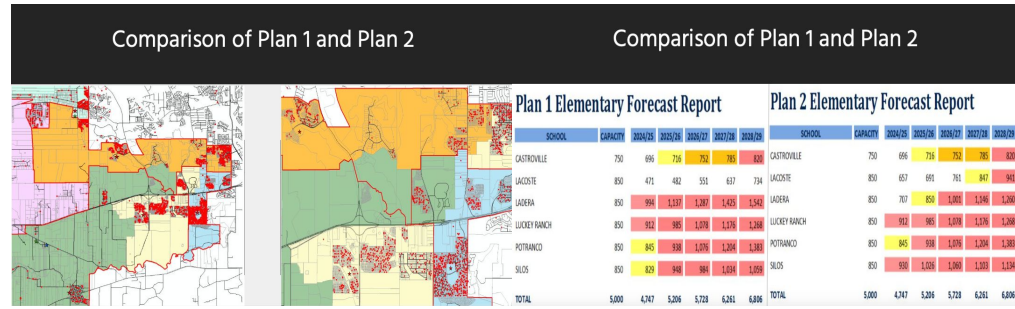 Comparison of Plan 1 and Plan 2
Comparison of Plan 1 and Plan 2
Plan 1 Elementary Forecast Report
SCHOOL CAPACITY 2024/25 2025/26 2026/27 2027/28 2028/29
CASTROVILLE 750 696 716 752 785 820
LACOSTE 850 471 482 551 637 734
LADERA 850 994 1,137 1,287 1,425 1,542
LUCKEY RANCH 850 912 985 1,078 1,176 1,268
POTRANCO 850 845 938 1,076 1,204 1,383
SILOS 850 829 948 984 1,034 1,059
TOTAL 5,000 4,747 5,206 5,728 6,261 6,806
Plan 2 Elementary Forecast Report
SCHOOL CAPACITY 2024/25 2025/26 2026/27 2027/28 2028/29
CASTROVILLE 750 696 716 752 785 820
LACOSTE 850 657 691 761 847 941
LADERA 850 707 850 1,001 1,146 1,260
LUCKEY RANCH 850 912 985 1,078 1,176 1,268
POTRANCO 850 845 938 1,076 1,204 1,383
SILOS 850 930 1,026 1,060 1,103 1,134
TOTAL 5,000 4,747 5,206 5,728 6,261 6,806